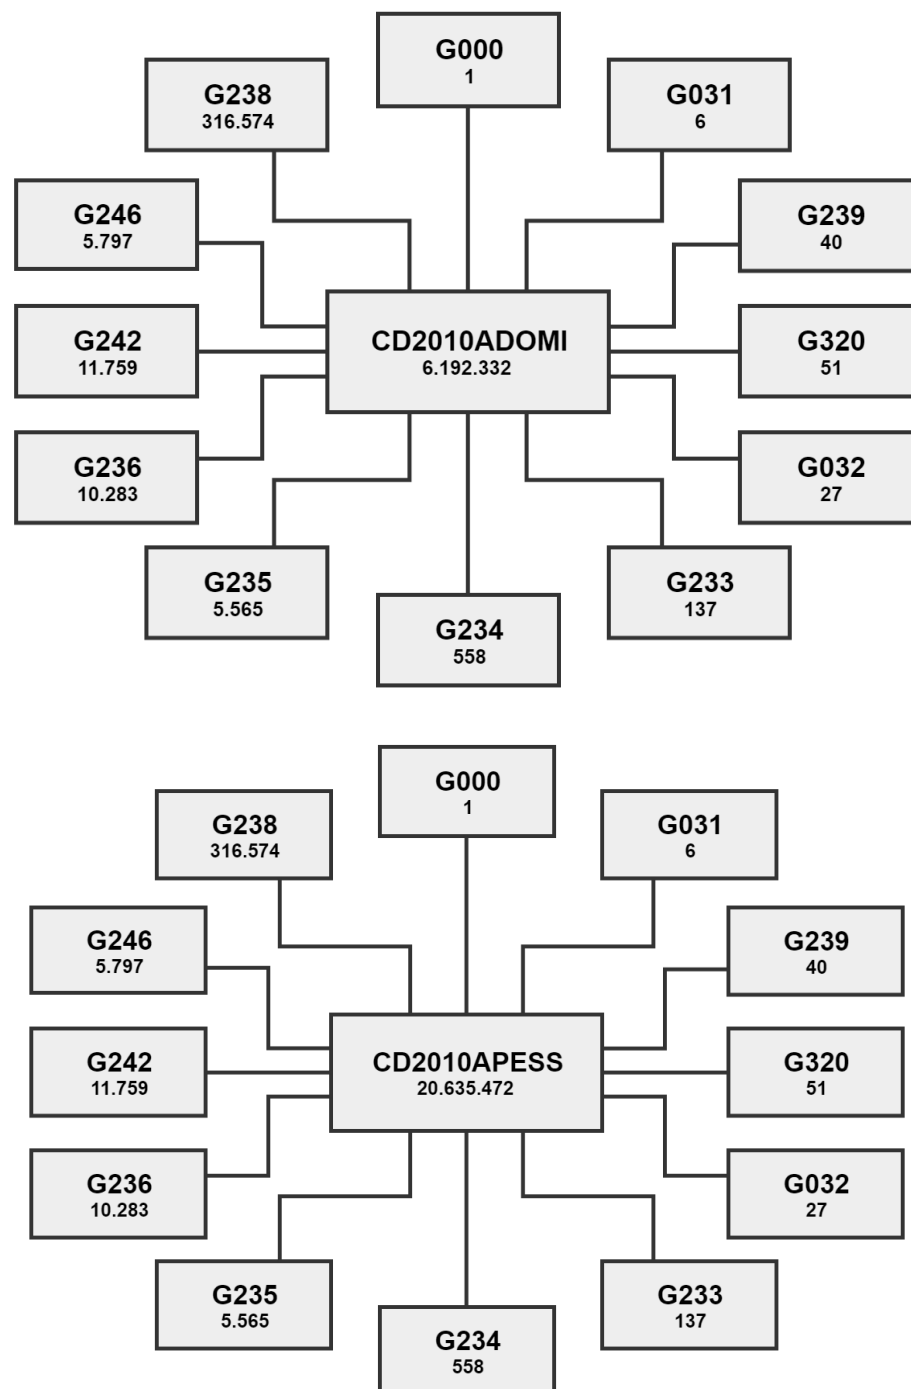 G000
1
G238
316.574
G031
6
G246
5.797
G239
40
G242
11.759
CD2010ADOMI
6.192.332
G320
51
G236
10.283
G032
27
G235
5.565
G233
137
G234
558
G000
1
G238
316.574
G031
6
G246
5.797
G239
40
G242
11.759
CD2010APESS
20.635.472
G320
51
G236
10.283
G032
27
G235
5.565
G233
137
G234
558